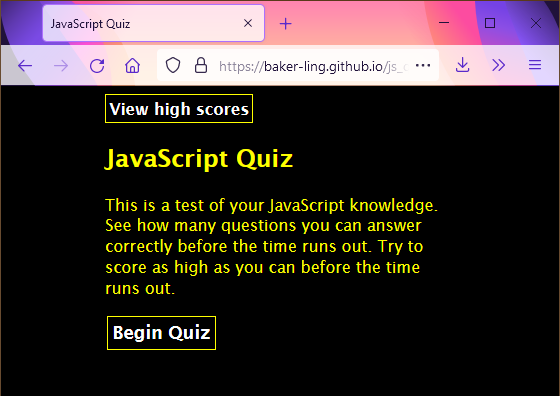 JavaScript Quiz
https://baker-ling.github.io/js_
View high scores
JavaScript Quiz
This is a test of your JavaScript knowledge.
See how many questions you can answer
correctly before the time runs out. Try to
score as high as you can before the time
runs out.
Begin Quiz